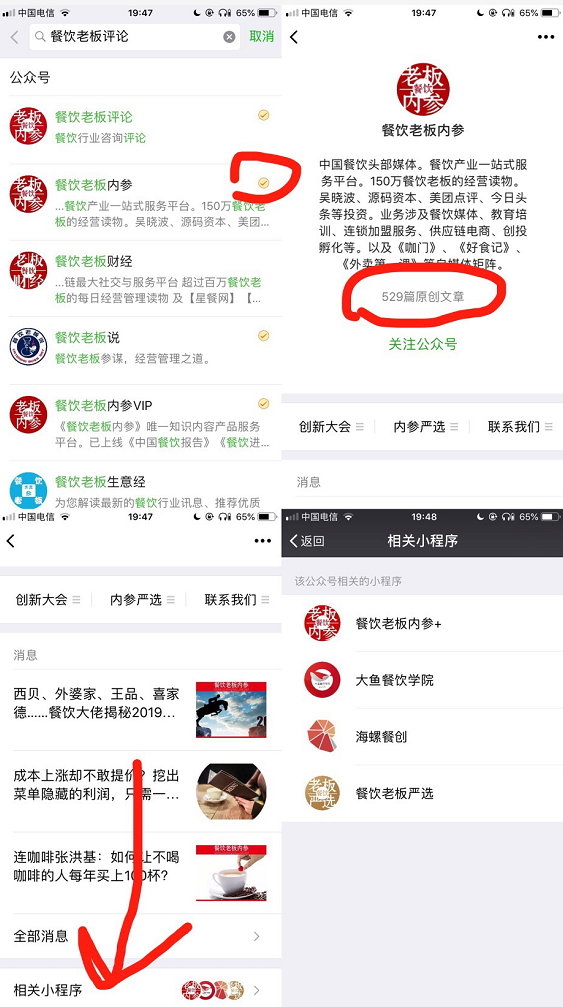 中国电信 19:47 65%
餐饮老板评论 取消
公众号
餐饮老板评论
餐饮行业咨询评论
餐饮老板内参
...餐饮产业一站式服务平台。150万餐饮老
板的经营读物。吴晓波、源码资本、美团...
餐饮老板财经
...链最大社交与服务平台 超过百万餐饮老
板的每日经营管理读物 及【星餐网】【...
餐饮老板说
餐饮老板参谋，经营管理之道。
餐饮老板内参VIP
《餐饮老板内参》唯一知识内容产品服务
平台。已上线《中国餐饮报告》《餐饮进...
餐饮老板生意经
为您解读最新的餐饮行业讯息、推荐优质
中国电信 19:47 65%
老板
餐饮
内参
餐饮老板内参
中国餐饮头部媒体。餐饮产业一站式服
务平台。150万餐饮老板的经营读物。
吴晓波、源码资本、美团点评、今日头
条等投资。业务涉及餐饮媒体、教育培
训、连锁加盟服务、供应链电商、创投
孵化等。以及《咖门》、《好食记》、
《外卖第一课》等自媒体矩阵。
529篇原创文章
关注公众号
创新大会 内参严选 联系我们
消息
中国电信 19:47 65%
创新大会 内参严选 联系我们
消息
西贝、外婆家、王品、喜家
德......餐饮大佬揭秘2019...
餐饮老板内参
成本上涨却不敢提价？挖出
菜单隐藏的利润，只需一...
连咖啡张洪基：如何让不喝
咖啡的人每年买上100杯？
餐饮老板内参
全部消息
相关小程序
中国电信 19:48 65%
返回 相关小程序
该公众号相关的小程序
餐饮老板内参+
大鱼餐饮学院
海螺餐创
餐饮老板严选